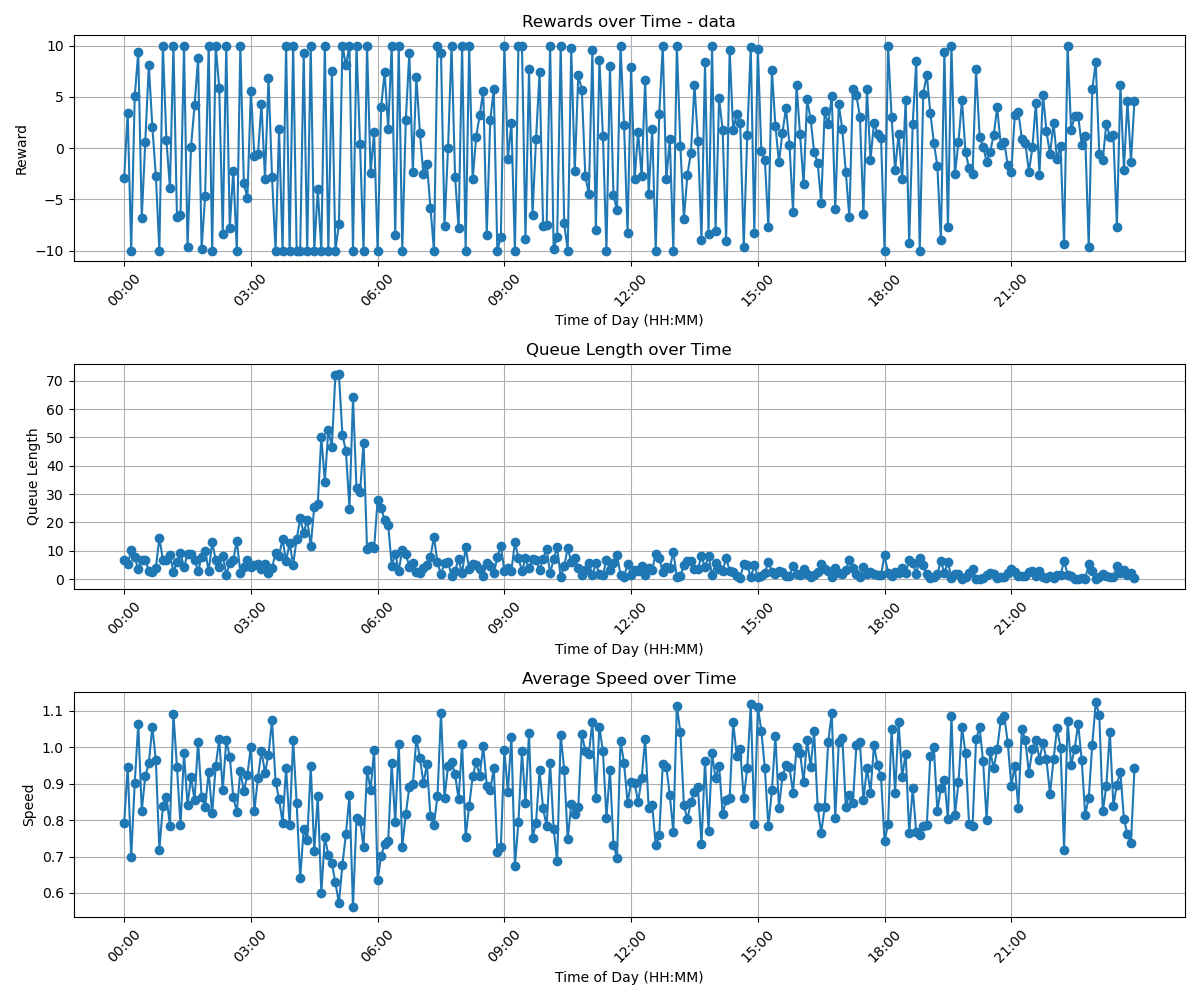 Rewards over Time - data
Reward
10
5
0
−5
−10
00:00 03:00 06:00 09:00 12:00 15:00 18:00 21:00
Time of Day (HH:MM)
Queue Length over Time
Queue Length
70
60
50
40
30
20
10
0
00:00 03:00 06:00 09:00 12:00 15:00 18:00 21:00
Time of Day (HH:MM)
Average Speed over Time
Speed
1.1
1.0
0.9
0.8
0.7
0.6
00:00 03:00 06:00 09:00 12:00 15:00 18:00 21:00
Time of Day (HH:MM)